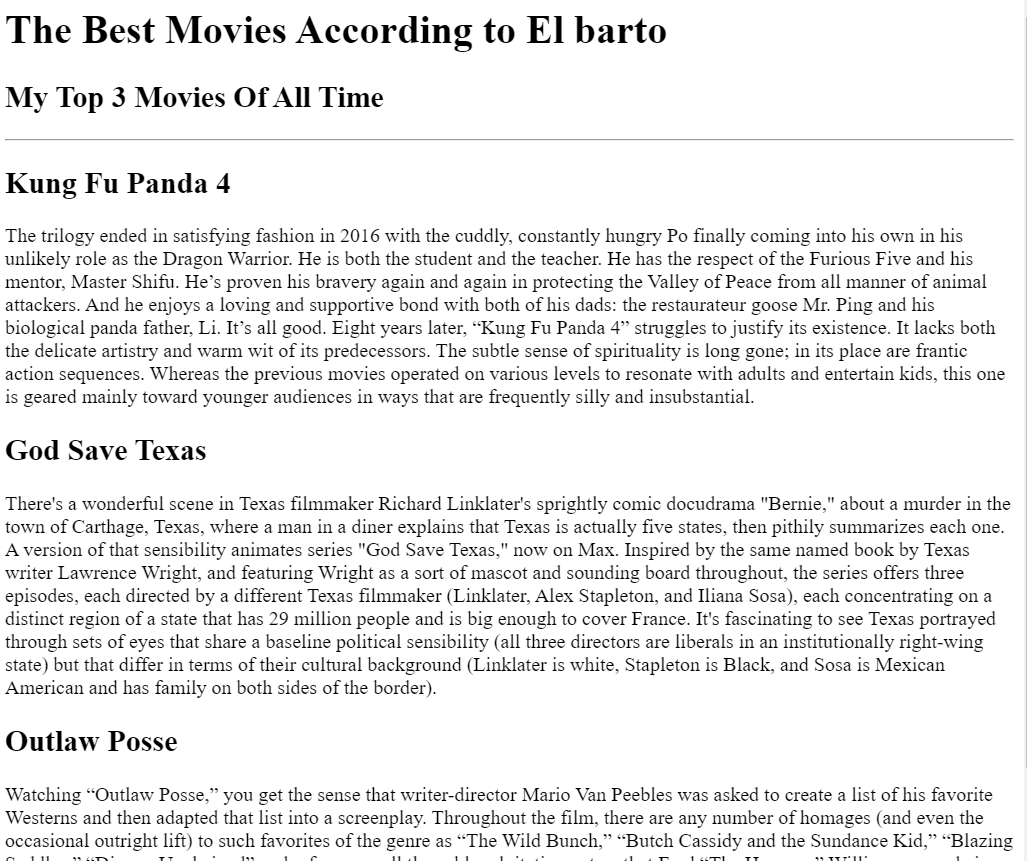 The Best Movies According to El barto
My Top 3 Movies Of All Time
Kung Fu Panda 4
The trilogy ended in satisfying fashion in 2016 with the cuddly, constantly hungry Po finally coming into his own in his
unlikely role as the Dragon Warrior. He is both the student and the teacher. He has the respect of the Furious Five and his
mentor, Master Shifu. He’s proven his bravery again and again in protecting the Valley of Peace from all manner of animal
attackers. And he enjoys a loving and supportive bond with both of his dads: the restaurateur goose Mr. Ping and his
biological panda father, Li. It’s all good. Eight years later, “Kung Fu Panda 4” struggles to justify its existence. It lacks both
the delicate artistry and warm wit of its predecessors. The subtle sense of spirituality is long gone; in its place are frantic
action sequences. Whereas the previous movies operated on various levels to resonate with adults and entertain kids, this one
is geared mainly toward younger audiences in ways that are frequently silly and insubstantial.
God Save Texas
There's a wonderful scene in Texas filmmaker Richard Linklater's sprightly comic docudrama "Bernie," about a murder in the
town of Carthage, Texas, where a man in a diner explains that Texas is actually five states, then pithily summarizes each one.
A version of that sensibility animates series "God Save Texas," now on Max. Inspired by the same named book by Texas
writer Lawrence Wright, and featuring Wright as a sort of mascot and sounding board throughout, the series offers three
episodes, each directed by a different Texas filmmaker (Linklater, Alex Stapleton, and Iliana Sosa), each concentrating on a
distinct region of a state that has 29 million people and is big enough to cover France. It's fascinating to see Texas portrayed
through sets of eyes that share a baseline political sensibility (all three directors are liberals in an institutionally right-wing
state) but that differ in terms of their cultural background (Linklater is white, Stapleton is Black, and Sosa is Mexican
American and has family on both sides of the border).
Outlaw Posse
Watching “Outlaw Posse,” you get the sense that writer-director Mario Van Peebles was asked to create a list of his favorite
Westerns and then adapted that list into a screenplay. Throughout the film, there are any number of homages (and even the
occasional outright lift) to such favorites of the genre as “The Wild Bunch,” “Butch Cassidy and the Sundance Kid,” “Blazing